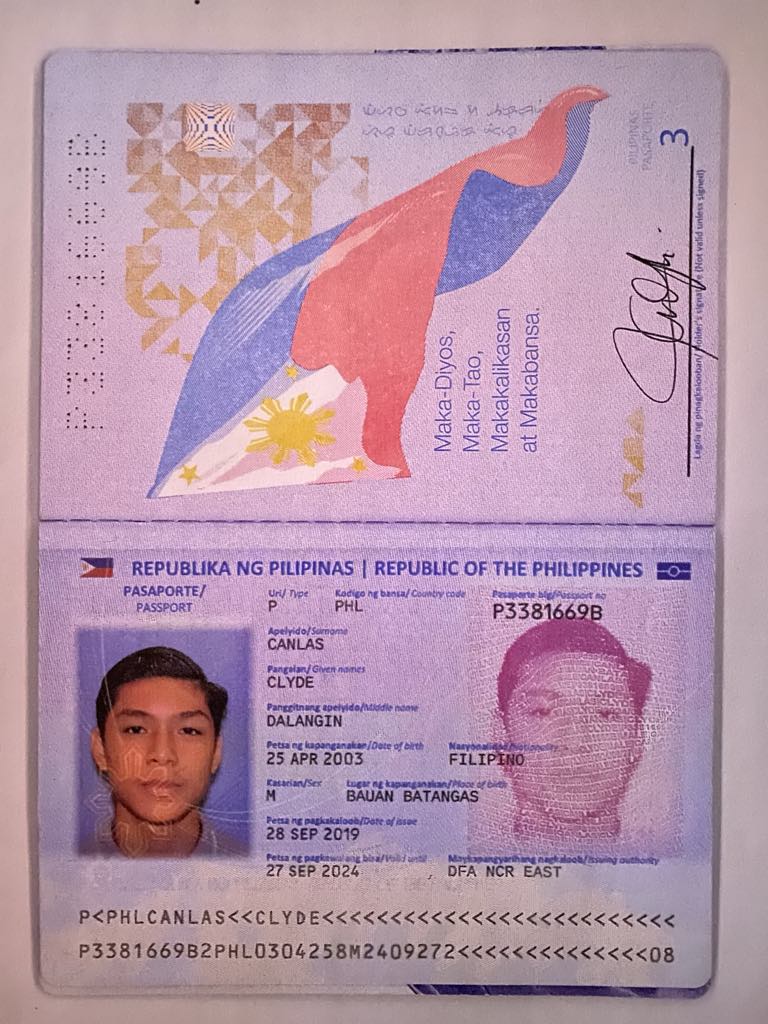 PILIPINAS
PASAPORTE
3
Maka-Diyos,
Maka-Tao,
Makakalikasan
at Makabansa.
Lagda ng pinagkalooban/ Holder's signature (Not valid unless signed)
P3381669B
REPUBLIKA NG PILIPINAS | REPUBLIC OF THE PHILIPPINES
PASAPORTE/
PASSPORT
Uri/ Type
Kodigo ng bansa/ Country code
Pasaporte blg/Passport no
P
PHL
P3381669B
Apelyido/Surname
CANLAS
Pangalan/ Given names
CLYDE
Panggitnang apelyido/Middle name
DALANGIN
Petsa ng kapanganakan/Date of birth
Nasyonalidad/Nationality
25 APR 2003
FILIPINO
Kasarian/Sex
Lugar ng kapanganakan/Place of birth
M
BAUAN BATANGAS
Petsa ng pagkakaloob/Date of issue
28 SEP 2019
Petsa ng pagkawalang bisa/Valid until
Maykapangyarihang nagkaloob/Issuing authority
27 SEP 2024
DFA NCR EAST
P<PHLCANLAS<<CLYDE<<<<<<<<<<<<<<<<<<<<<<<<<<
P3381669B2PHL0304258M2409272<<<<<<<<<<<<<<08